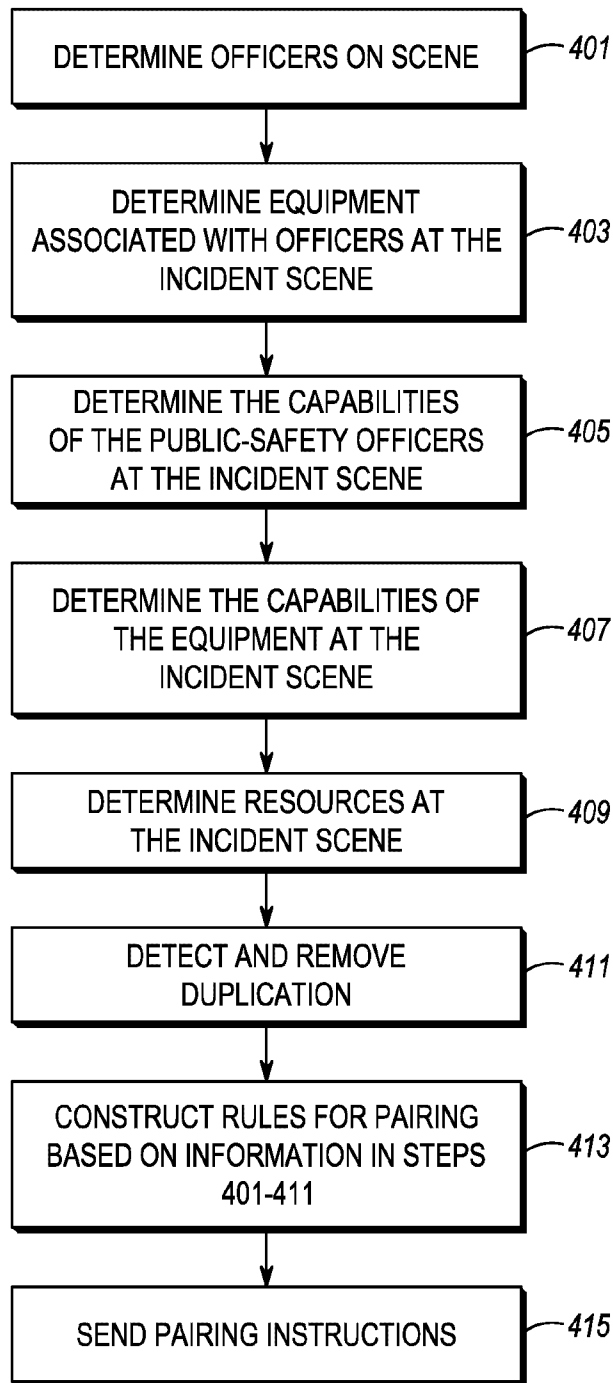 DETERMINE OFFICERS ON SCENE
401
DETERMINE EQUIPMENT
ASSOCIATED WITH OFFICERS AT THE
INCIDENT SCENE
403
DETERMINE THE CAPABILITIES
OF THE PUBLIC-SAFETY OFFICERS
AT THE INCIDENT SCENE
405
DETERMINE THE CAPABILITIES OF
THE EQUIPMENT AT THE
INCIDENT SCENE
407
DETERMINE RESOURCES AT
THE INCIDENT SCENE
409
DETECT AND REMOVE
DUPLICATION
411
CONSTRUCT RULES FOR PAIRING
BASED ON INFORMATION IN STEPS
401-411
413
SEND PAIRING INSTRUCTIONS
415